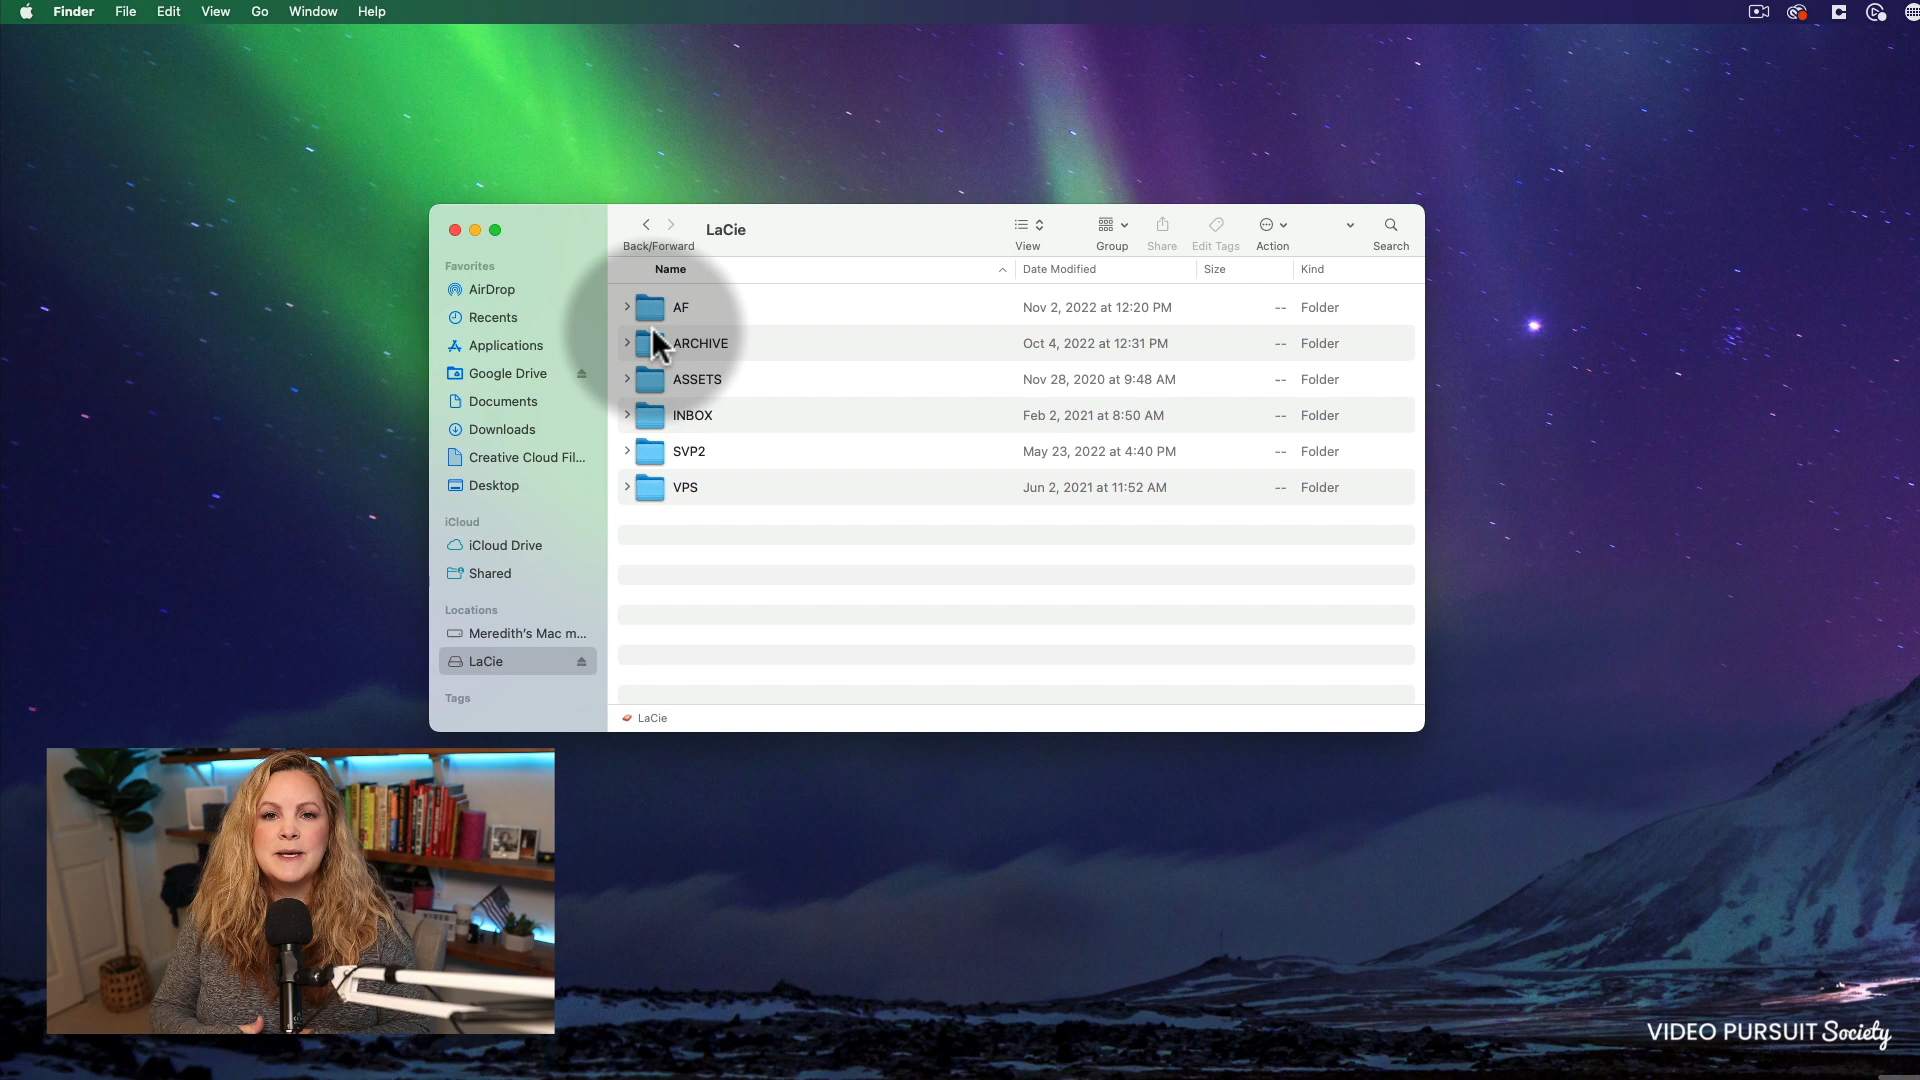 Finder File Edit View Go Window Help
LaCie
Back/Forward View Group Share Edit Tags Action Search
Name Date Modified Size Kind
AF Nov 2, 2022 at 12:20 PM -- Folder
ARCHIVE Oct 4, 2022 at 12:31 PM -- Folder
ASSETS Nov 28, 2020 at 9:48 AM -- Folder
INBOX Feb 2, 2021 at 8:50 AM -- Folder
SVP2 May 23, 2022 at 4:40 PM -- Folder
VPS Jun 2, 2021 at 11:52 AM -- Folder
LaCie
Favorites
AirDrop
Recents
Applications
Google Drive
Documents
Downloads
Creative Cloud Fil...
Desktop
iCloud
iCloud Drive
Shared
Locations
Meredith's Mac m...
LaCie
Tags
VIDEO PURSUIT Society